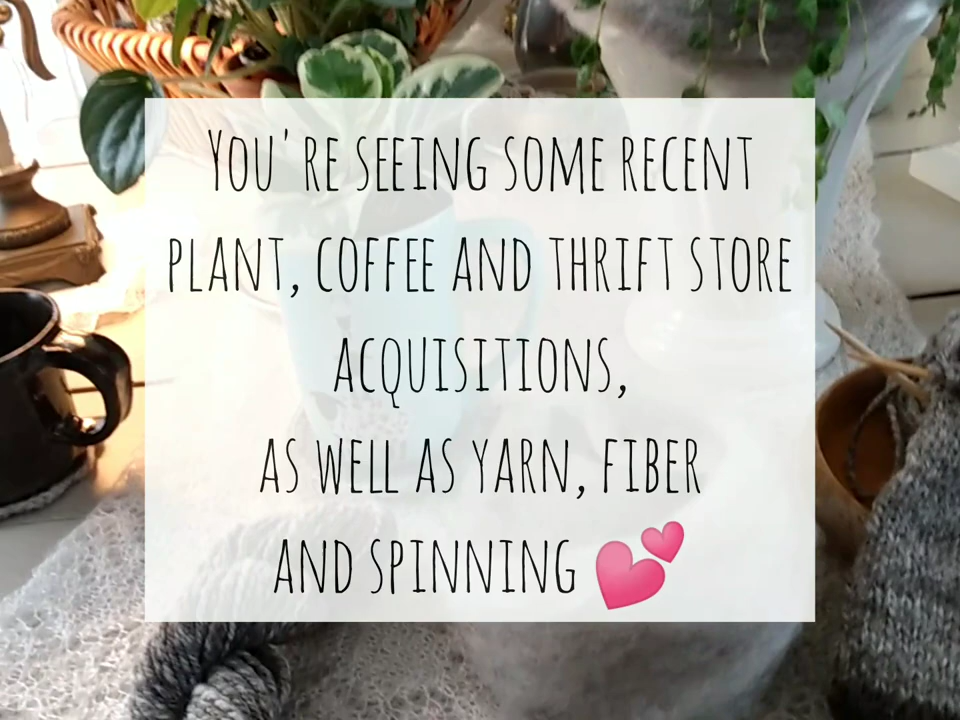 You're seeing some recent
plant, coffee and thrift store
acquisitions,
as well as yarn, fiber
and spinning 💕